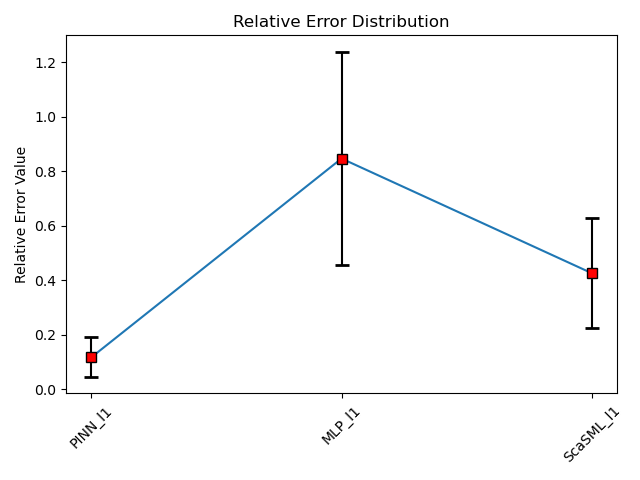 Relative Error Distribution
Relative Error Value
1.2
1.0
0.8
0.6
0.4
0.2
0.0
PINN_l1
MLP_l1
ScaSML_l1